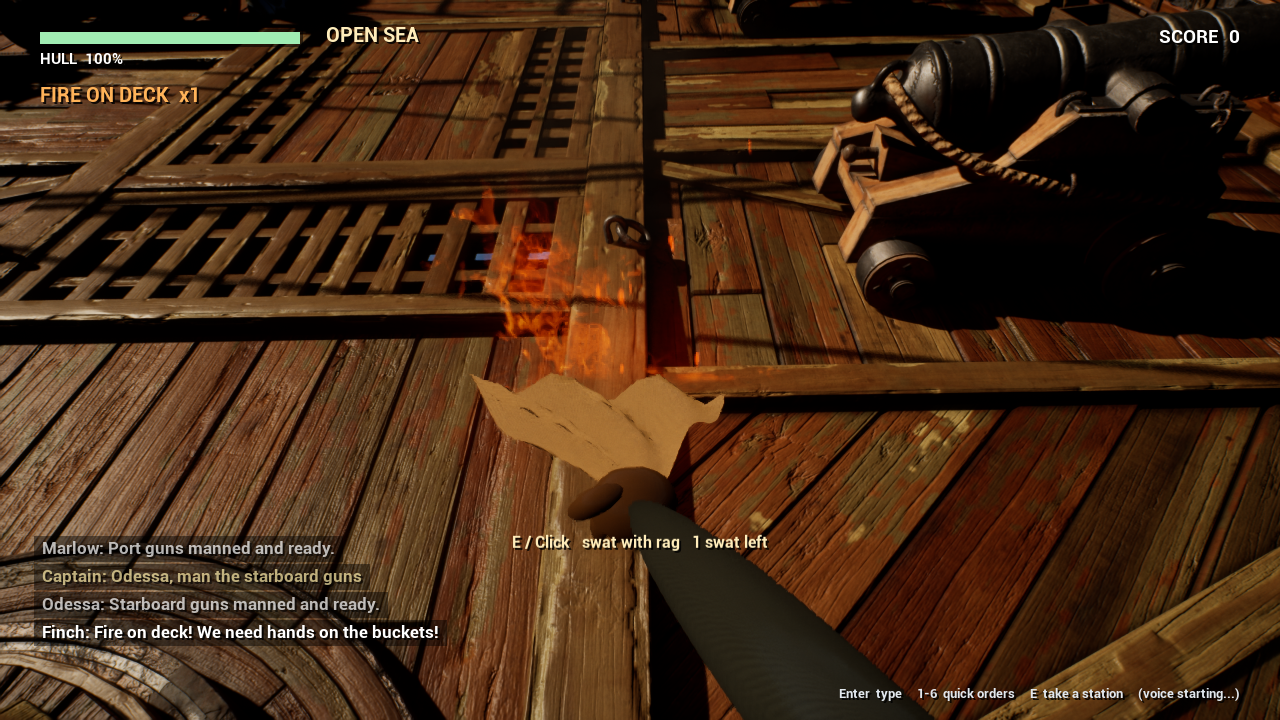 OPEN SEA
SCORE 0
HULL 100%
FIRE ON DECK x1
E / Click swat with rag 1 swat left
Marlow: Port guns manned and ready.
Captain: Odessa, man the starboard guns
Odessa: Starboard guns manned and ready.
Finch: Fire on deck! We need hands on the buckets!
Enter type 1-6 quick orders E take a station (voice starting...)